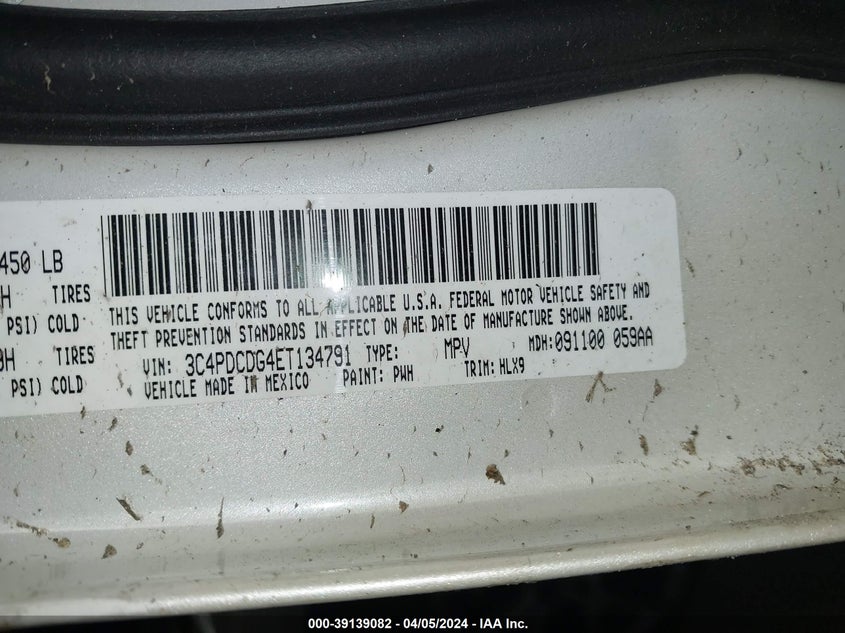 450 LB
H TIRES
PSI) COLD
0H TIRES
PSI) COLD
THIS VEHICLE CONFORMS TO ALL APPLICABLE U.S.A. FEDERAL MOTOR VEHICLE SAFETY AND
THEFT PREVENTION STANDARDS IN EFFECT ON THE DATE OF MANUFACTURE SHOWN ABOVE.
VIN: 3C4PDCDG4ET134791 TYPE: MPV MDH:091100 059AA
VEHICLE MADE IN MEXICO PAINT: PWH TRIM: HLX9
000-39139082 - 04/05/2024 - IAA Inc.